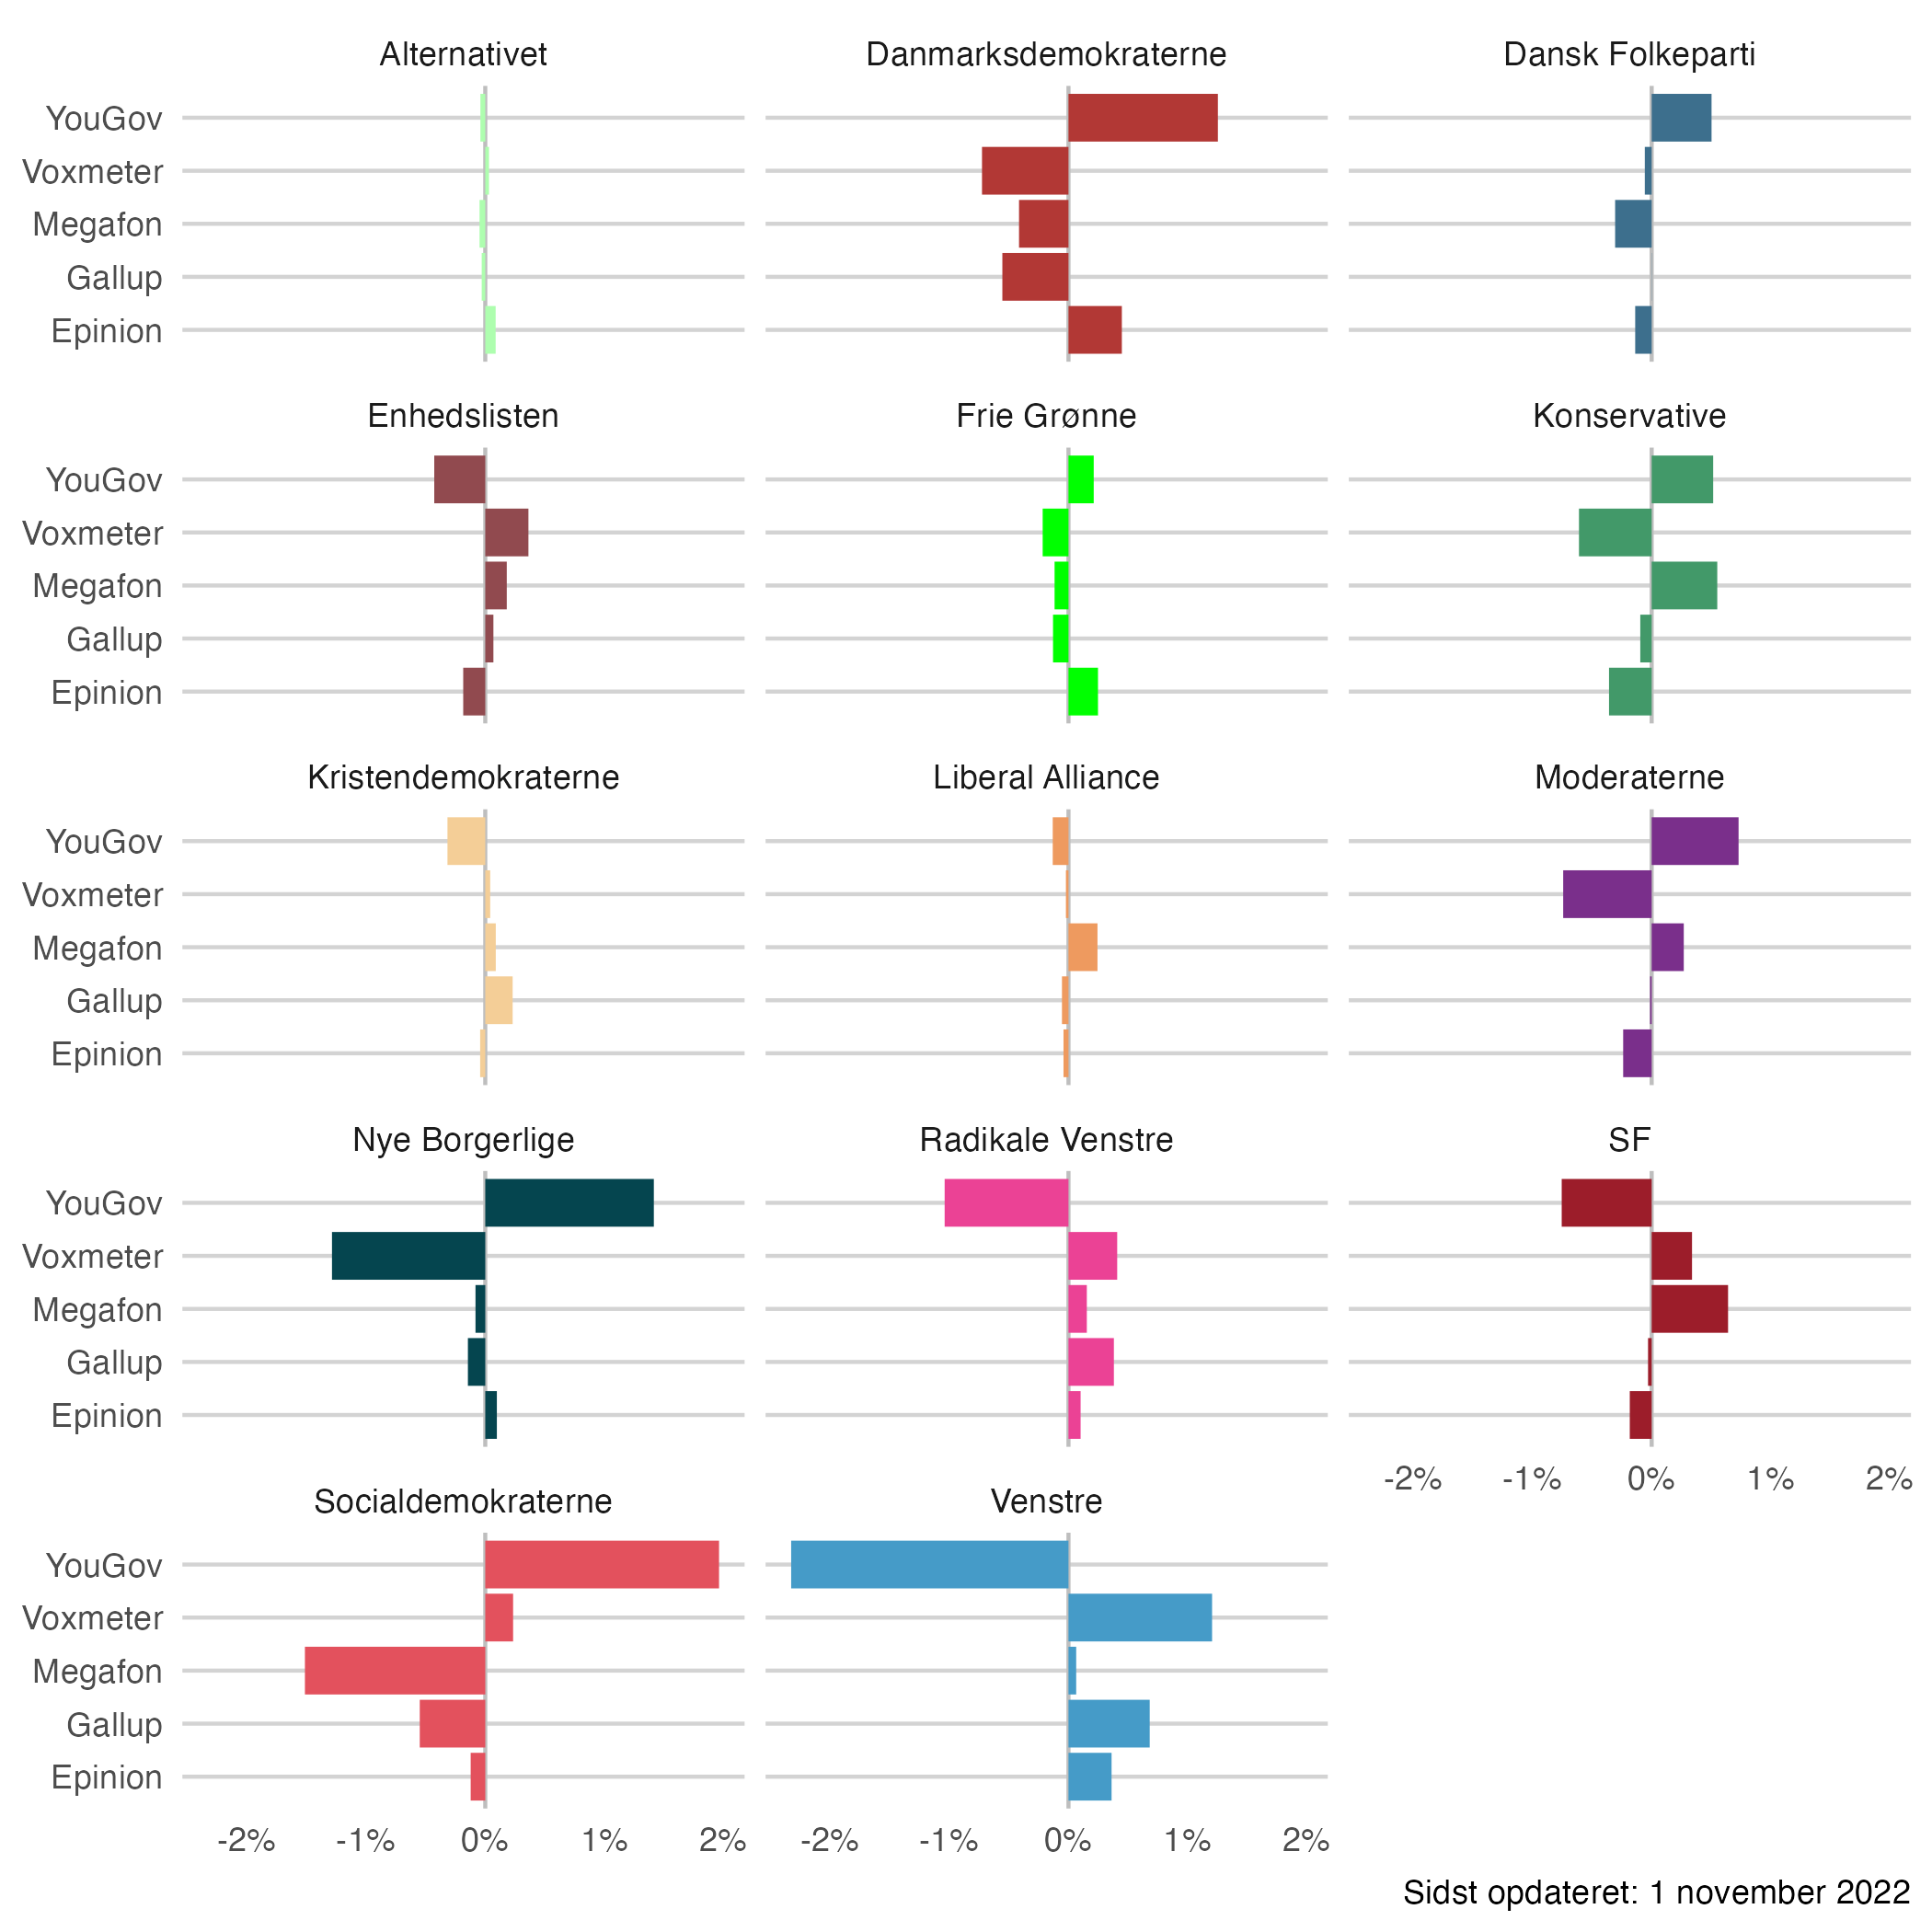 Alternativet Danmarksdemokraterne Dansk Folkeparti
YouGov
Voxmeter
Megafon
Gallup
Epinion
Enhedslisten Frie Grønne Konservative
YouGov
Voxmeter
Megafon
Gallup
Epinion
Kristendemokraterne Liberal Alliance Moderaterne
YouGov
Voxmeter
Megafon
Gallup
Epinion
Nye Borgerlige Radikale Venstre SF
YouGov
Voxmeter
Megafon
Gallup
Epinion
-2% -1% 0% 1% 2%
Socialdemokraterne Venstre
YouGov
Voxmeter
Megafon
Gallup
Epinion
-2% -1% 0% 1% 2% -2% -1% 0% 1% 2%
Sidst opdateret: 1 november 2022